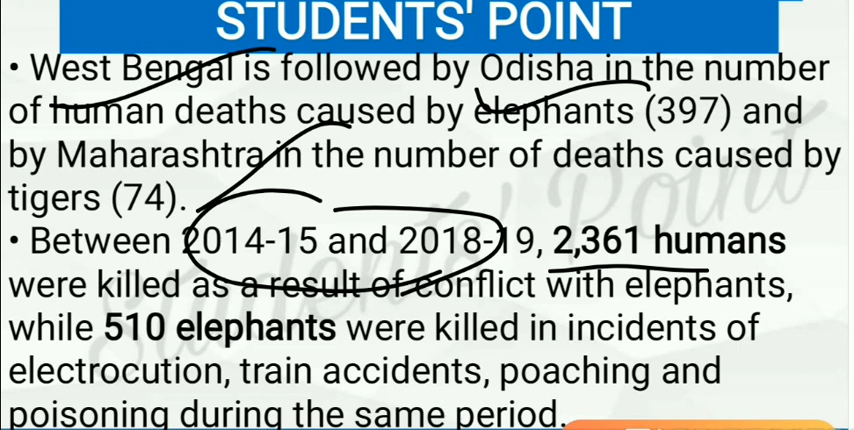 STUDENTS' POINT
• West Bengal is followed by Odisha in the number
of human deaths caused by elephants (397) and
by Maharashtra in the number of deaths caused by
tigers (74).
• Between 2014-15 and 2018-19, 2,361 humans
were killed as a result of conflict with elephants,
while 510 elephants were killed in incidents of
electrocution, train accidents, poaching and
poisoning during the same period.
Students' Point